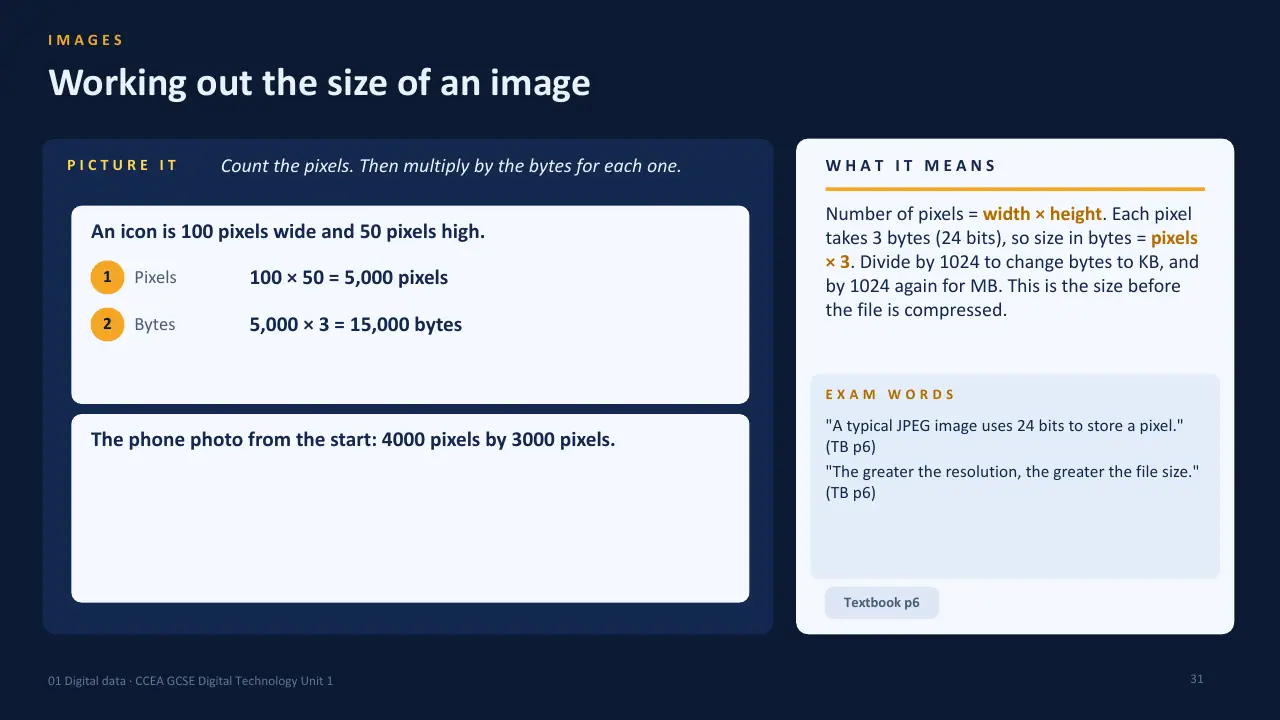 IMAGES
Working out the size of an image
PICTURE IT
Count the pixels. Then multiply by the bytes for each one.
An icon is 100 pixels wide and 50 pixels high.
1 Pixels 100 × 50 = 5,000 pixels
2 Bytes 5,000 × 3 = 15,000 bytes
The phone photo from the start: 4000 pixels by 3000 pixels.
WHAT IT MEANS
Number of pixels = width × height. Each pixel
takes 3 bytes (24 bits), so size in bytes = pixels
× 3. Divide by 1024 to change bytes to KB, and
by 1024 again for MB. This is the size before
the file is compressed.
EXAM WORDS
"A typical JPEG image uses 24 bits to store a pixel."
(TB p6)
"The greater the resolution, the greater the file size."
(TB p6)
Textbook p6
01 Digital data · CCEA GCSE Digital Technology Unit 1
31